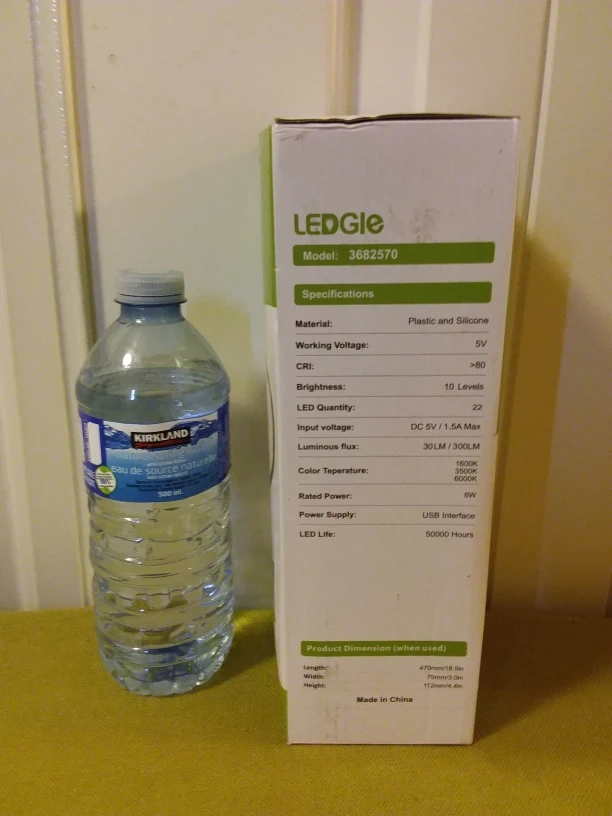 LEDGle
Model: 3682570
Specifications
Material: Plastic and Silicone
Working Voltage: 5V
CRI: >80
Brightness: 10 Levels
LED Quantity: 22
Input voltage: DC 5V / 1.5A Max
Luminous flux: 30LM / 300LM
Color Teperature: 1600K
3500K
6000K
Rated Power: 6W
Power Supply: USB Interface
LED Life: 50000 Hours
Product Dimension (when used)
Length: 470mm/18.5in
Width: 75mm/3.0in
Height: 112mm/4.4in
Made in China
KIRKLAND
eau de source naturelle
500 mL